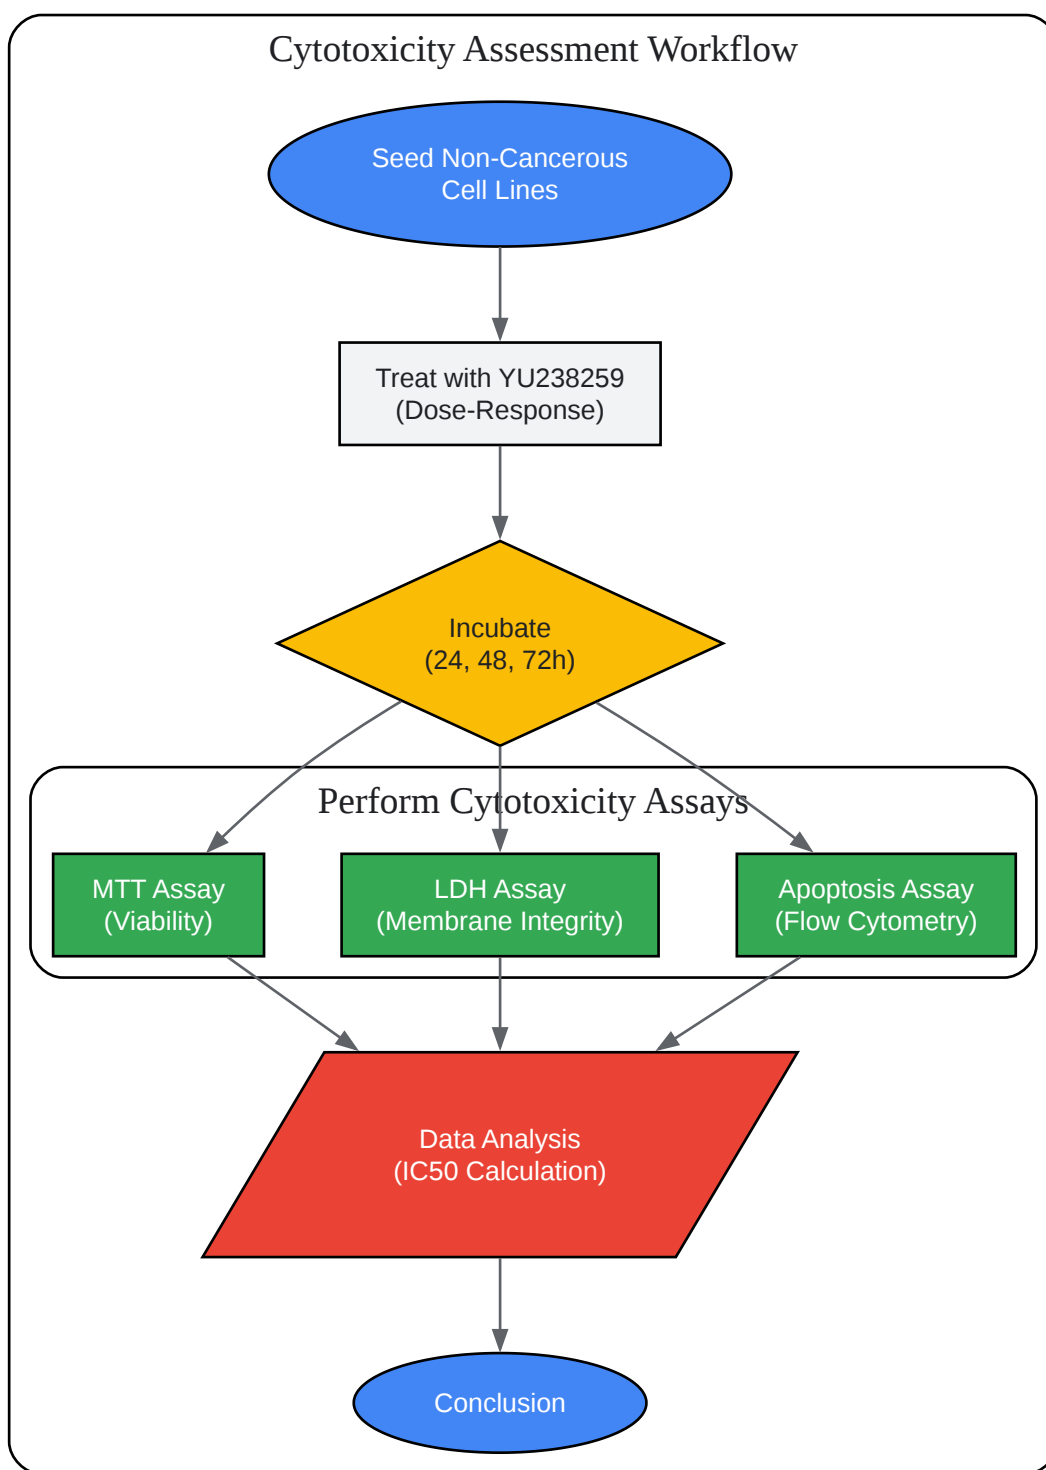 Cytotoxicity Assessment Workflow
Seed Non-Cancerous
Cell Lines
Treat with YU238259
(Dose-Response)
Incubate
(24, 48, 72h)
Perform Cytotoxicity Assays
MTT Assay
(Viability)
LDH Assay
(Membrane Integrity)
Apoptosis Assay
(Flow Cytometry)
Data Analysis
(IC50 Calculation)
Conclusion